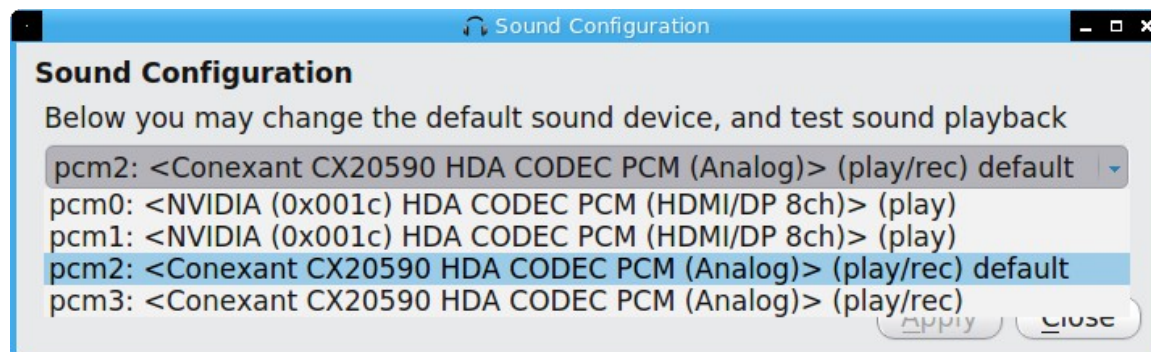 Sound Configuration
Sound Configuration
Below you may change the default sound device, and test sound playback
pcm2: <Conexant CX20590 HDA CODEC PCM (Analog)> (play/rec) default
pcm0: <NVIDIA (0x001c) HDA CODEC PCM (HDMI/DP 8ch)> (play)
pcm1: <NVIDIA (0x001c) HDA CODEC PCM (HDMI/DP 8ch)> (play)
pcm2: <Conexant CX20590 HDA CODEC PCM (Analog)> (play/rec) default
pcm3: <Conexant CX20590 HDA CODEC PCM (Analog)> (play/rec)
Apply Close